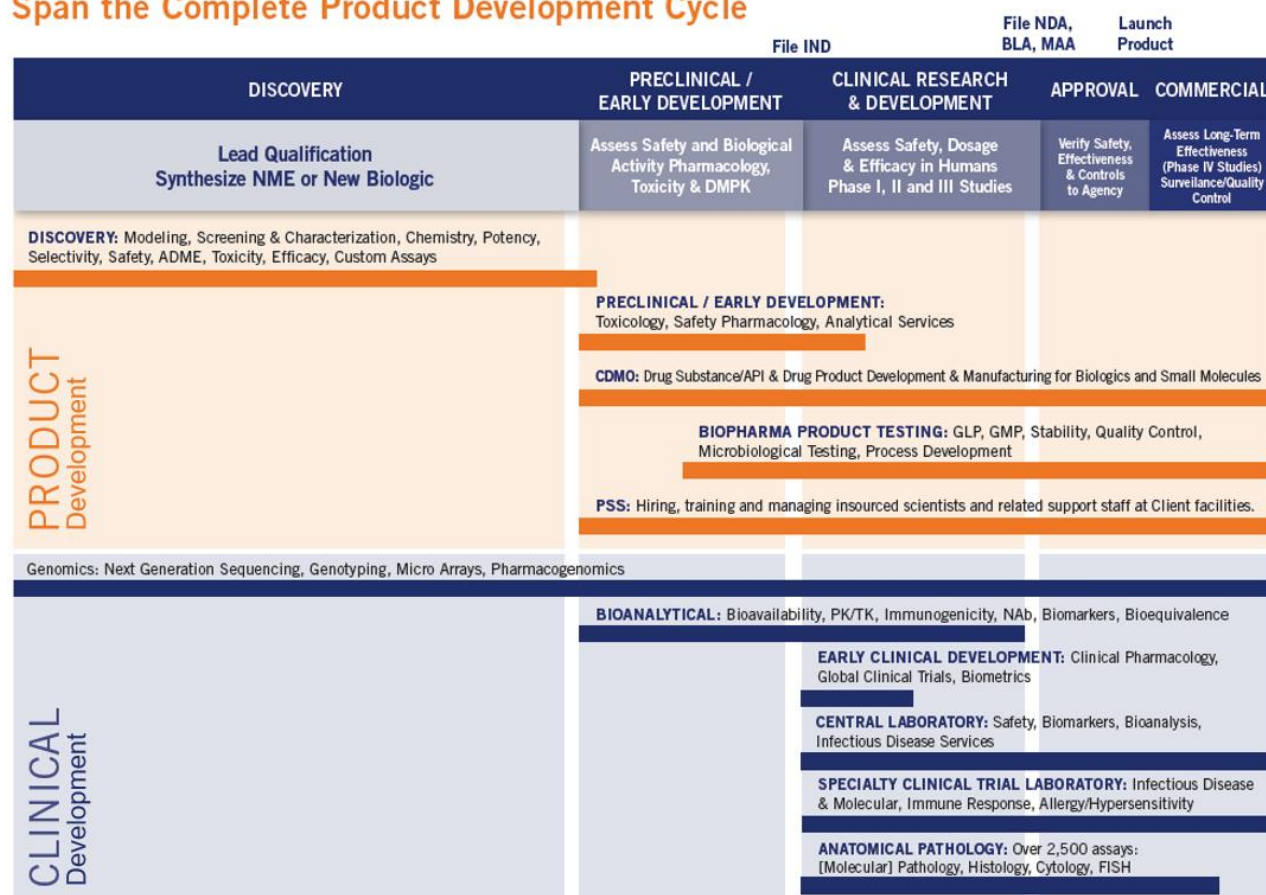 Span the Complete Product Development Cycle
File IND
File NDA,
BLA, MAA
Launch
Product
DISCOVERY
PRECLINICAL /
EARLY DEVELOPMENT
CLINICAL RESEARCH
& DEVELOPMENT
APPROVAL
COMMERCIAL
Lead Qualification
Synthesize NME or New Biologic
Assess Safety and Biological
Activity Pharmacology,
Toxicity & DMPK
Assess Safety, Dosage
& Efficacy in Humans
Phase I, II and III Studies
Verify Safety,
Effectiveness
& Controls
to Agency
Assess Long-Term
Effectiveness
(Phase IV Studies)
Surveilance/Quality
Control
PRODUCT
Development
DISCOVERY: Modeling, Screening & Characterization, Chemistry, Potency,
Selectivity, Safety, ADME, Toxicity, Efficacy, Custom Assays
PRECLINICAL / EARLY DEVELOPMENT:
Toxicology, Safety Pharmacology, Analytical Services
CDMO: Drug Substance/API & Drug Product Development & Manufacturing for Biologics and Small Molecules
BIOPHARMA PRODUCT TESTING: GLP, GMP, Stability, Quality Control,
Microbiological Testing, Process Development
PSS: Hiring, training and managing insourced scientists and related support staff at Client facilities.
CLINICAL
Development
Genomics: Next Generation Sequencing, Genotyping, Micro Arrays, Pharmacogenomics
BIOANALYTICAL: Bioavailability, PK/TK, Immunogenicity, NAb, Biomarkers, Bioequivalence
EARLY CLINICAL DEVELOPMENT: Clinical Pharmacology,
Global Clinical Trials, Biometrics
CENTRAL LABORATORY: Safety, Biomarkers, Bioanalysis,
Infectious Disease Services
SPECIALTY CLINICAL TRIAL LABORATORY: Infectious Disease
& Molecular, Immune Response, Allergy/Hypersensitivity
ANATOMICAL PATHOLOGY: Over 2,500 assays:
[Molecular] Pathology, Histology, Cytology, FISH